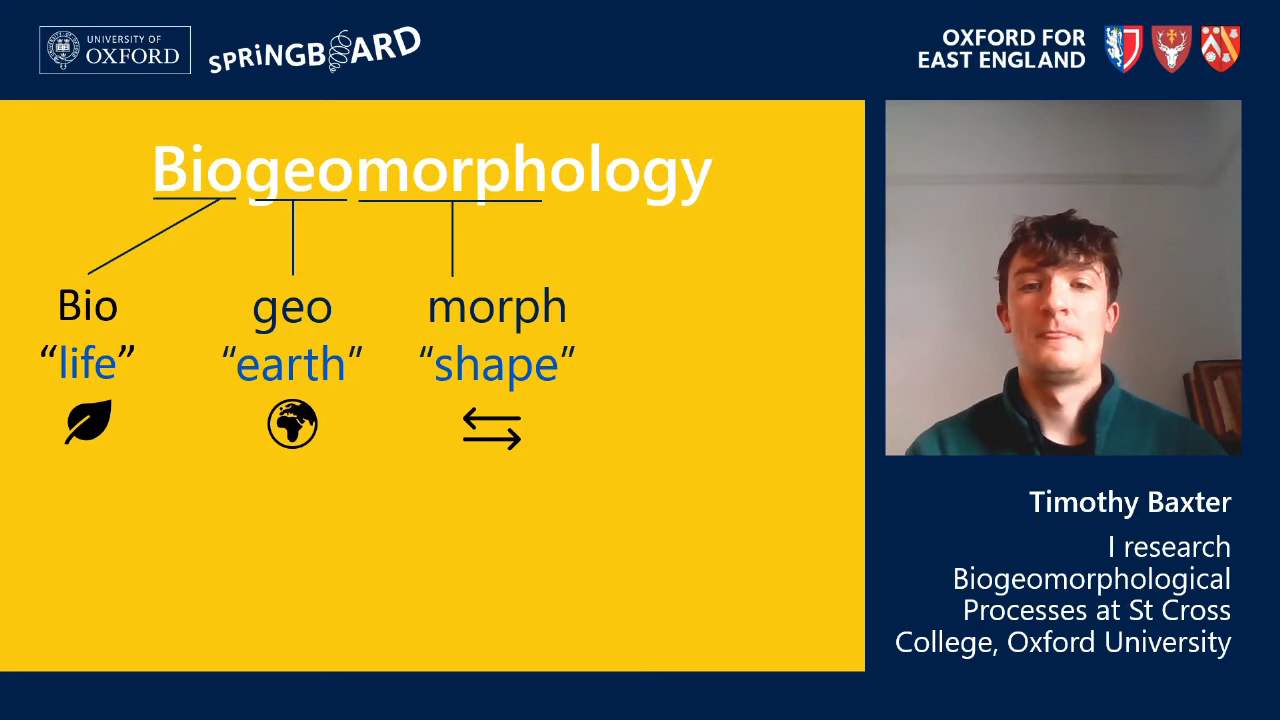 UNIVERSITY OF
OXFORD
SPRiNGBOARD
OXFORD FOR
EAST ENGLAND
Biogeomorphology
Bio
geo
morph
“life”
“earth”
“shape”
Timothy Baxter
I research
Biogeomorphological
Processes at St Cross
College, Oxford University